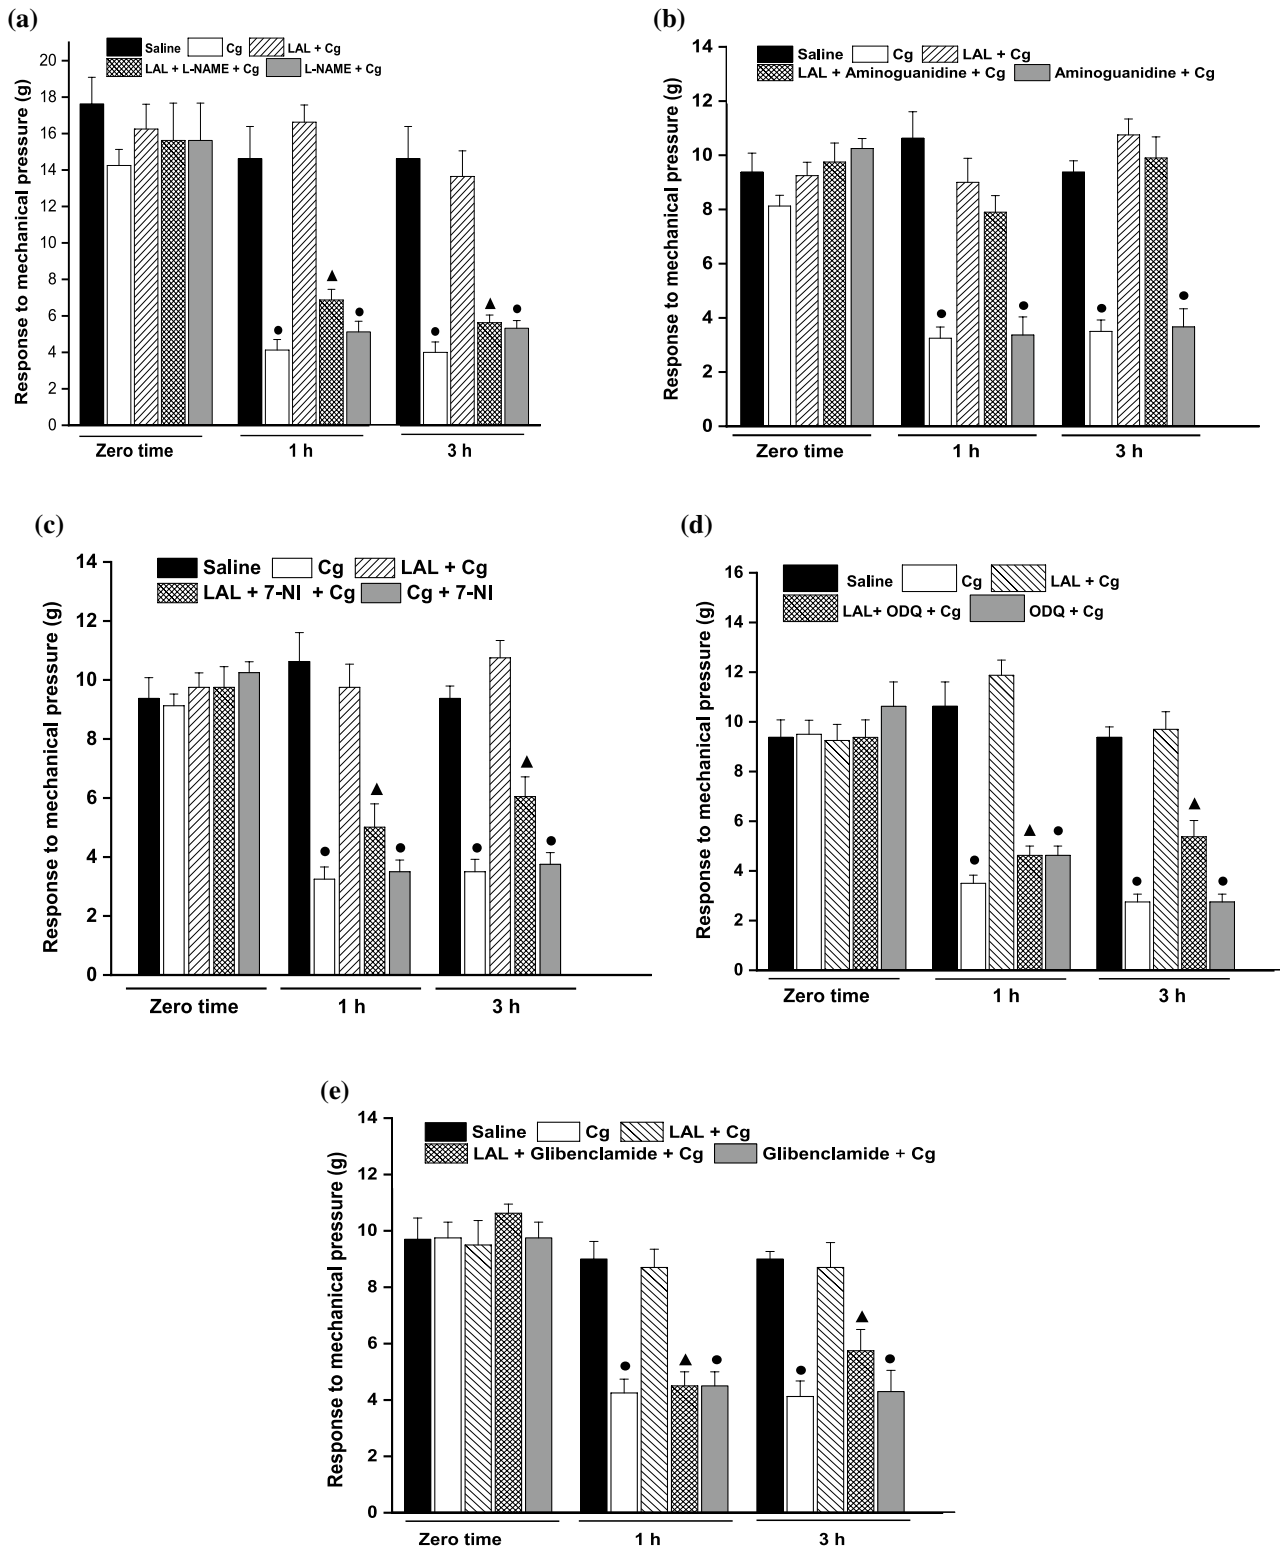 (a)
Saline Cg LAL + Cg
LAL + L-NAME + Cg L-NAME + Cg
Response to mechanical pressure (g)
20
18
16
14
12
10
8
6
4
2
0
Zero time 1 h 3 h
(b)
Saline Cg LAL + Cg
LAL + Aminoguanidine + Cg Aminoguanidine + Cg
Response to mechanical pressure (g)
14
12
10
8
6
4
2
0
Zero time 1 h 3 h
(c)
Saline Cg LAL + Cg
LAL + 7-NI + Cg Cg + 7-NI
Response to mechanical pressure (g)
14
12
10
8
6
4
2
0
Zero time 1 h 3 h
(d)
Saline Cg LAL + Cg
LAL+ ODQ + Cg ODQ + Cg
Response to mechanical pressure (g)
16
14
12
10
8
6
4
2
0
Zero time 1 h 3 h
(e)
Saline Cg LAL + Cg
LAL + Glibenclamide + Cg Glibenclamide + Cg
Response to mechanical pressure (g)
14
12
10
8
6
4
2
0
Zero time 1 h 3 h